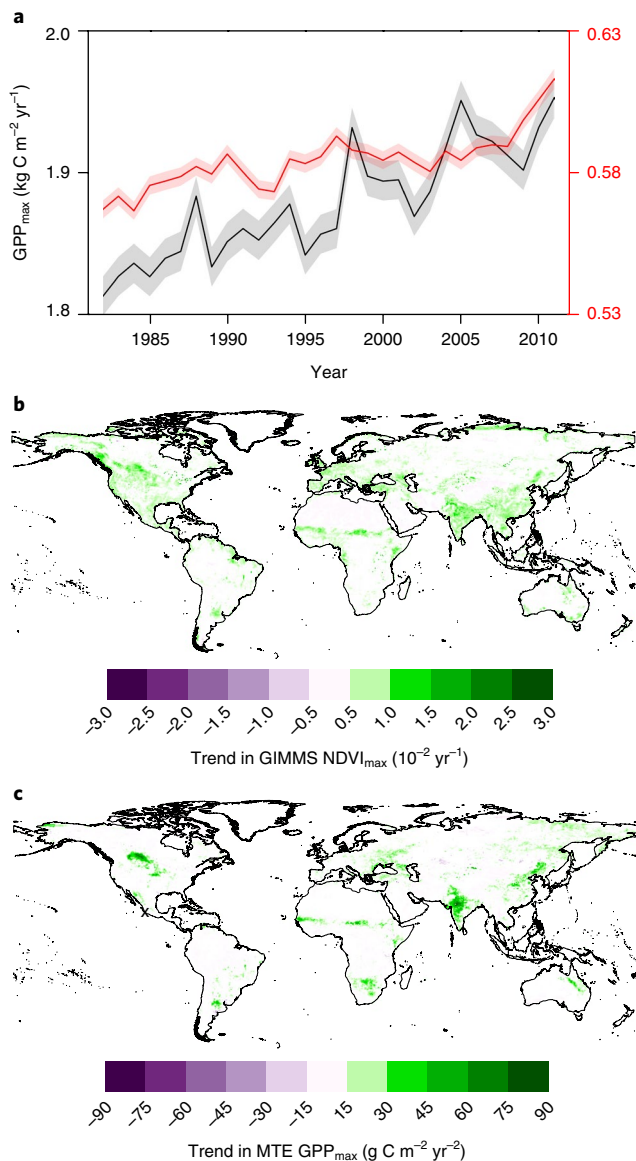 a
2.0
1.9
1.8
GPPmax (kg C m−2 yr−1)
0.63
0.58
0.53
1985 1990 1995 2000 2005 2010
Year
b
−3.0 −2.5 −2.0 −1.5 −1.0 −0.5 0.5 1.0 1.5 2.0 2.5 3.0
Trend in GIMMS NDVImax (10−2 yr−1)
c
−90 −75 −60 −45 −30 −15 15 30 45 60 75 90
Trend in MTE GPPmax (g C m−2 yr−2)